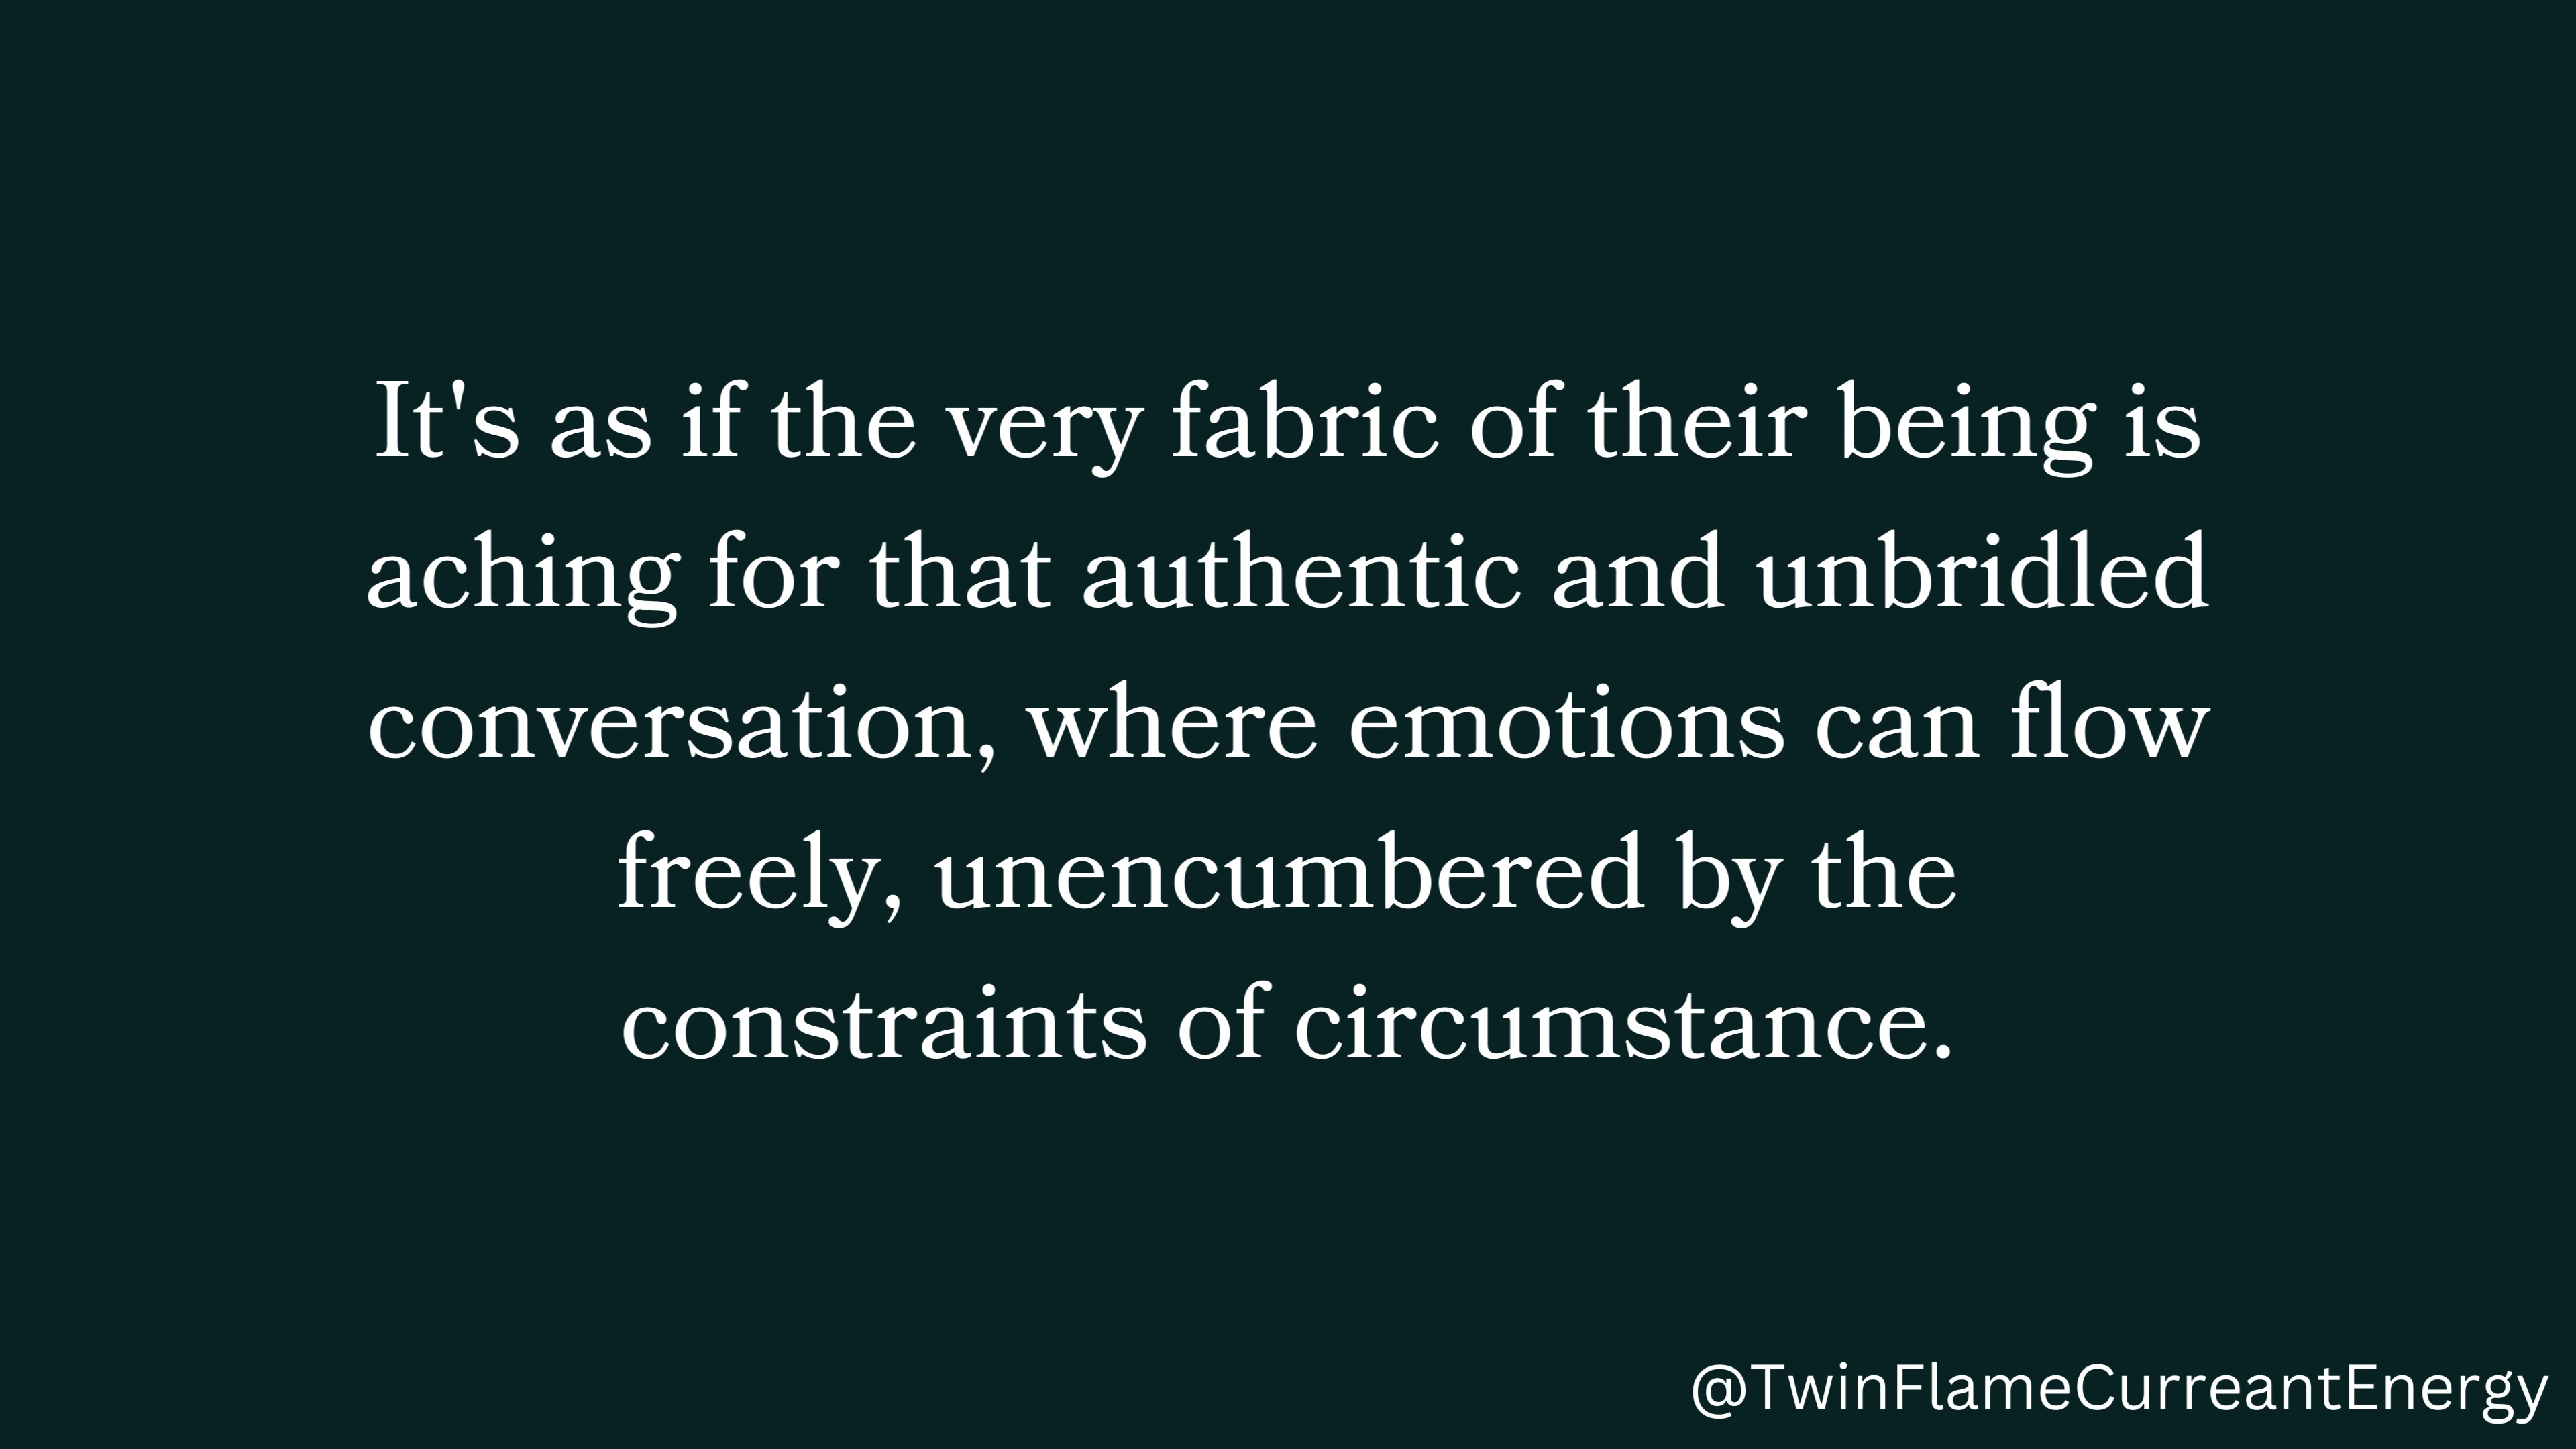 It's as if the very fabric of their being is
aching for that authentic and unbridled
conversation, where emotions can flow
freely, unencumbered by the
constraints of circumstance.
@TwinFlameCurreantEnergy